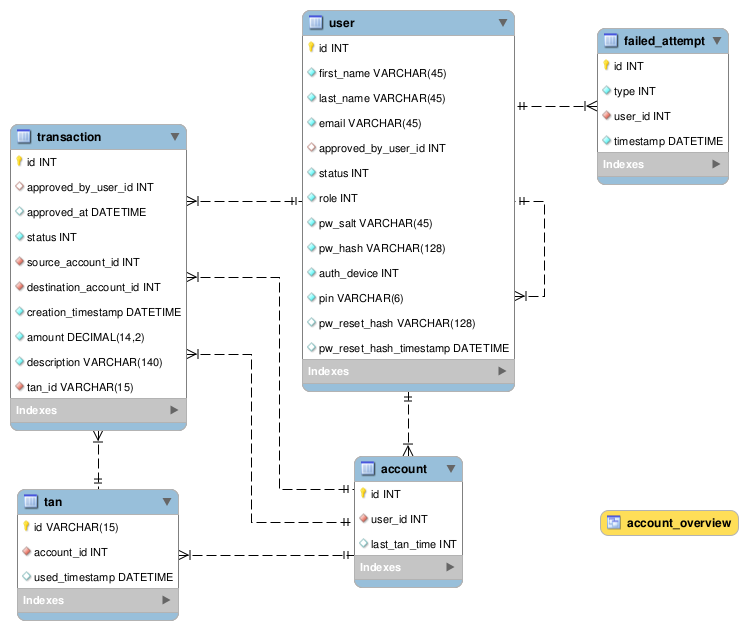 user
id INT
first_name VARCHAR(45)
last_name VARCHAR(45)
email VARCHAR(45)
approved_by_user_id INT
status INT
role INT
pw_salt VARCHAR(45)
pw_hash VARCHAR(128)
auth_device INT
pin VARCHAR(6)
pw_reset_hash VARCHAR(128)
pw_reset_hash_timestamp DATETIME
Indexes
failed_attempt
id INT
type INT
user_id INT
timestamp DATETIME
Indexes
transaction
id INT
approved_by_user_id INT
approved_at DATETIME
status INT
source_account_id INT
destination_account_id INT
creation_timestamp DATETIME
amount DECIMAL(14,2)
description VARCHAR(140)
tan_id VARCHAR(15)
Indexes
account
id INT
user_id INT
last_tan_time INT
Indexes
tan
id VARCHAR(15)
account_id INT
used_timestamp DATETIME
Indexes
account_overview